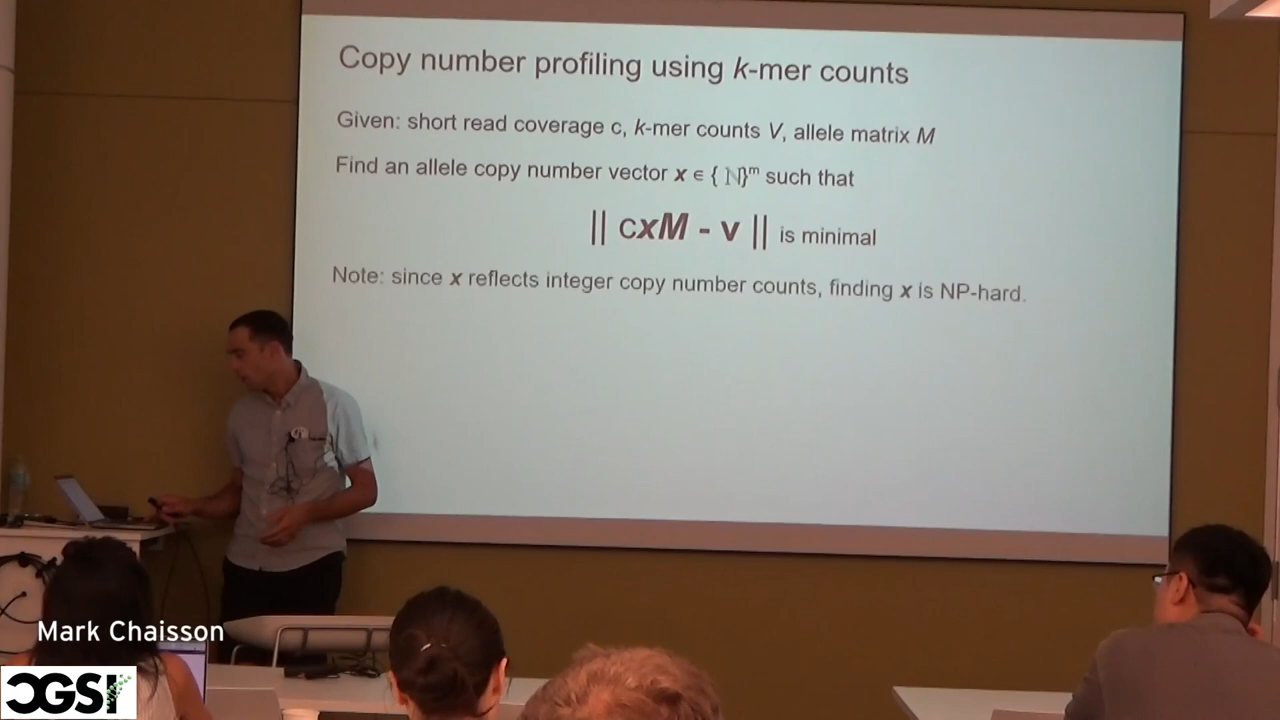 Copy number profiling using k-mer counts
Given: short read coverage c, k-mer counts V, allele matrix M
Find an allele copy number vector x ∈ { ℕ}ᵐ such that
|| cxM - v || is minimal
Note: since x reflects integer copy number counts, finding x is NP-hard.
Mark Chaisson
CGSI